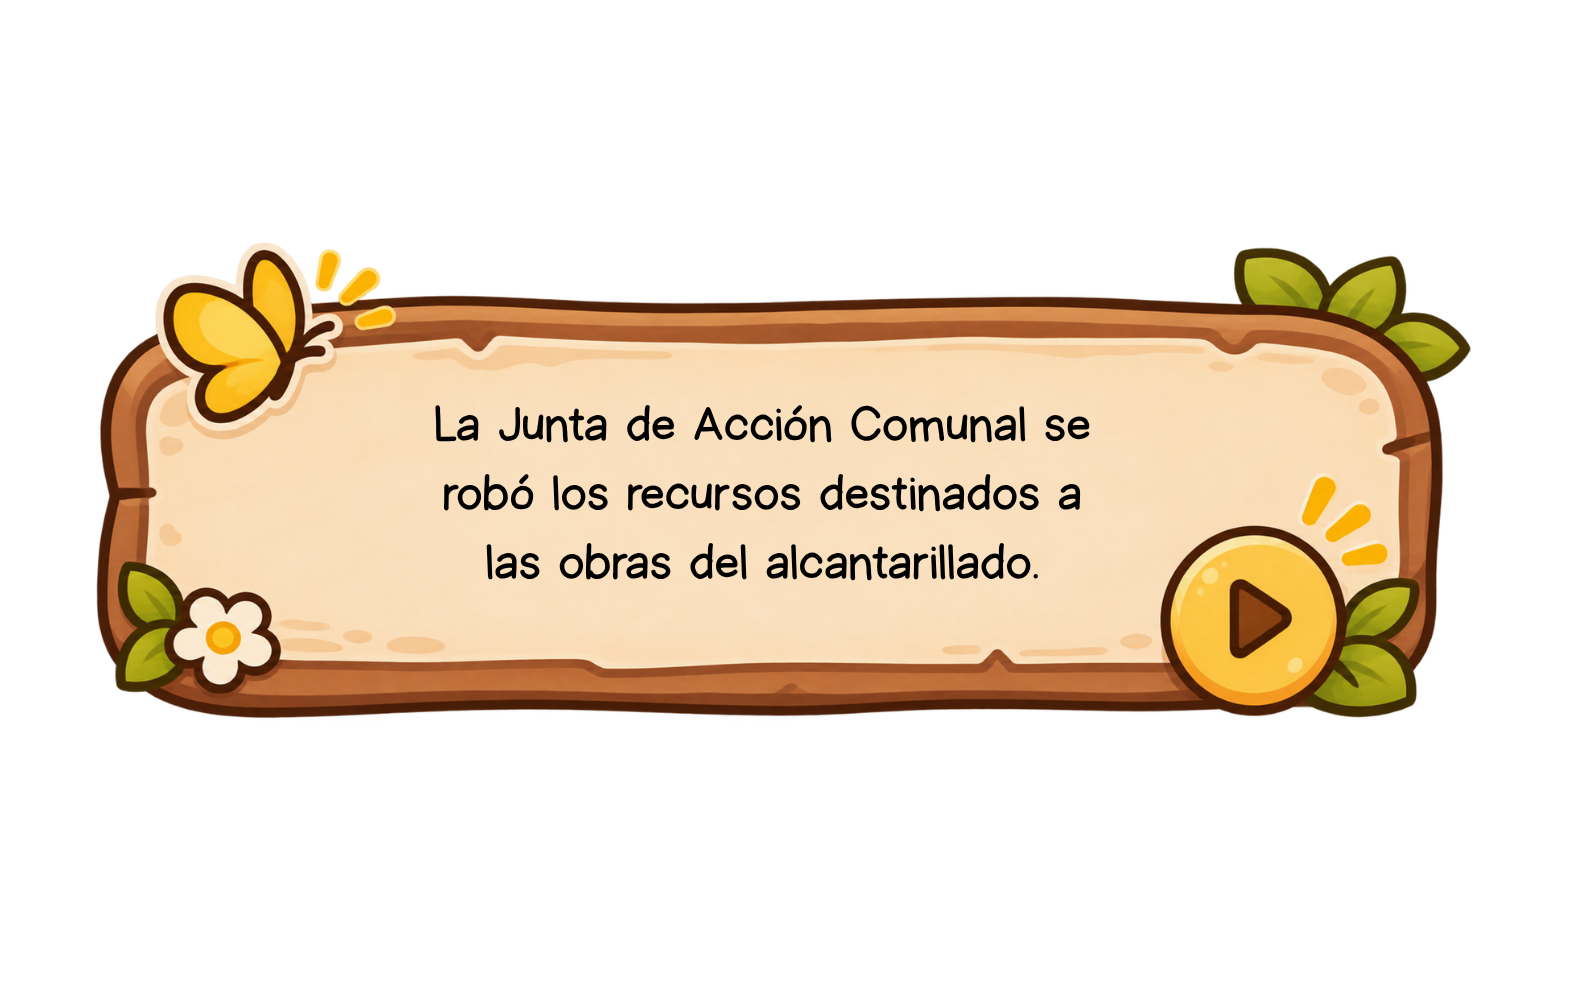 La Junta de Acción Comunal se
robó los recursos destinados a
las obras del alcantarillado.